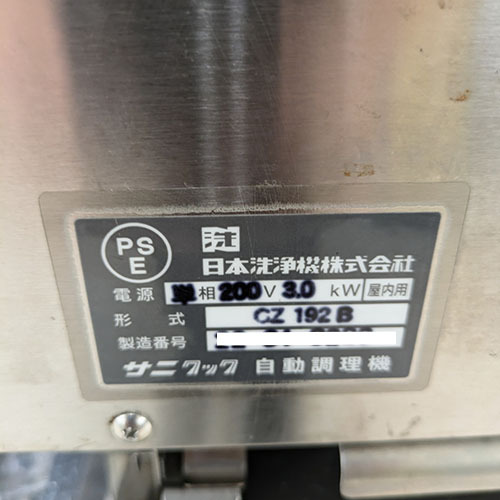 PS
E
日本洗浄機株式会社
電源 単相 200 V 3.0 kW 屋内用
形式 CZ 192 B
製造番号
サニクック 自動調理機